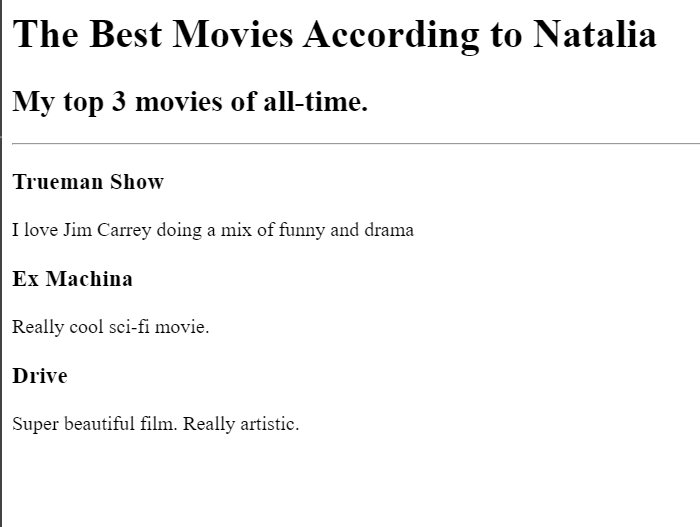 The Best Movies According to Natalia
My top 3 movies of all-time.
Trueman Show
I love Jim Carrey doing a mix of funny and drama
Ex Machina
Really cool sci-fi movie.
Drive
Super beautiful film. Really artistic.